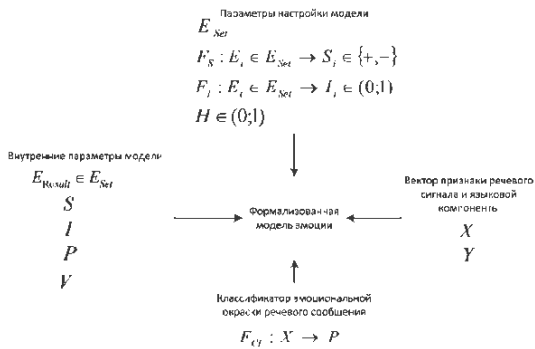 Параметры настройки модели
E_Set
F_S : E_i ∈ E_Set → S_i ∈ {+,−}
F_I : E_i ∈ E_Set → I_i ∈ (0;1)
H ∈ (0;1)
Внутренние параметры модели
E_Result ∈ E_Set
S
I
P
V
Формализованная
модель эмоции
Вектор признаки речевого
сигнала и языковой
компоненты
X
Y
Классификатор эмоциональной
окраски речевого сообщения
F_Cl : X → P